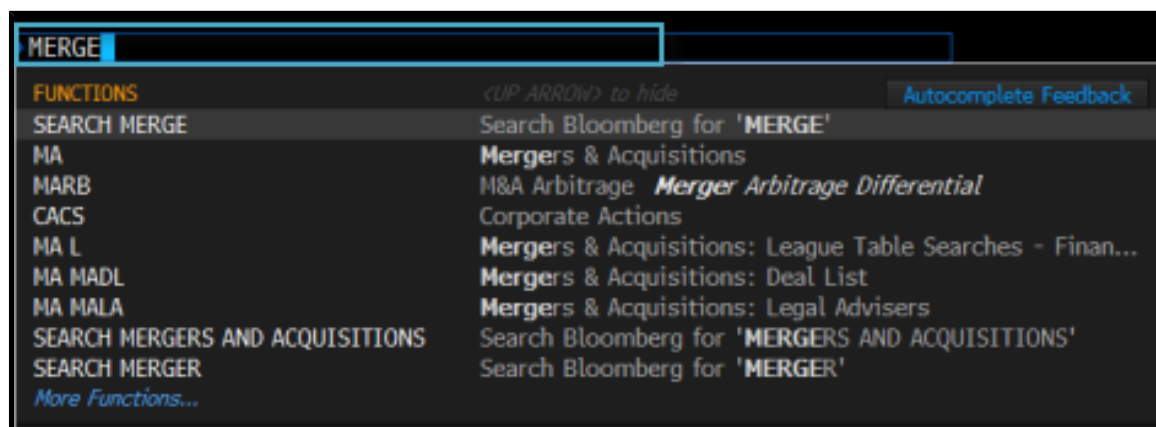 MERGE
FUNCTIONS <UP ARROW> to hide Autocomplete Feedback
SEARCH MERGE Search Bloomberg for 'MERGE'
MA Mergers & Acquisitions
MARB M&A Arbitrage Merger Arbitrage Differential
CACS Corporate Actions
MA L Mergers & Acquisitions: League Table Searches - Finan...
MA MADL Mergers & Acquisitions: Deal List
MA MALA Mergers & Acquisitions: Legal Advisers
SEARCH MERGERS AND ACQUISITIONS Search Bloomberg for 'MERGERS AND ACQUISITIONS'
SEARCH MERGER Search Bloomberg for 'MERGER'
More Functions...